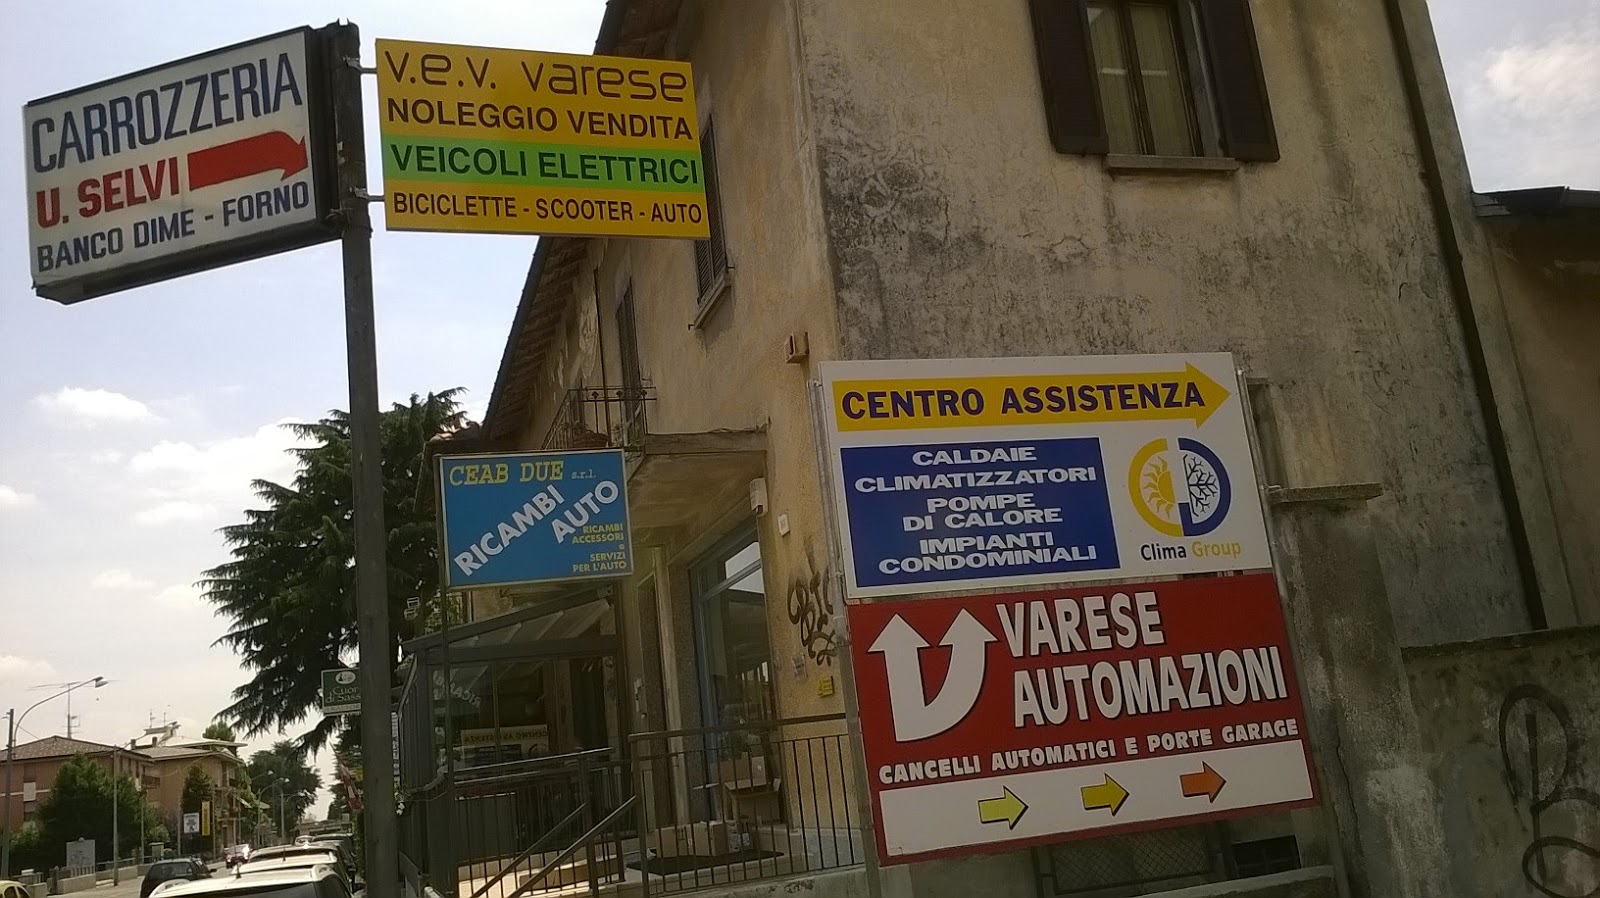 CARROZZERIA
U. SELVI
BANCO DIME - FORNO
v.e.v. varese
NOLEGGIO VENDITA
VEICOLI ELETTRICI
BICICLETTE - SCOOTER - AUTO
CEAB DUE s.r.l.
RICAMBI
AUTO
RICAMBI
ACCESSORI
e
SERVIZI
PER L'AUTO
CENTRO ASSISTENZA
CALDAIE
CLIMATIZZATORI
POMPE
DI CALORE
IMPIANTI
CONDOMINIALI
Clima Group
VARESE
AUTOMAZIONI
CANCELLI AUTOMATICI E PORTE GARAGE